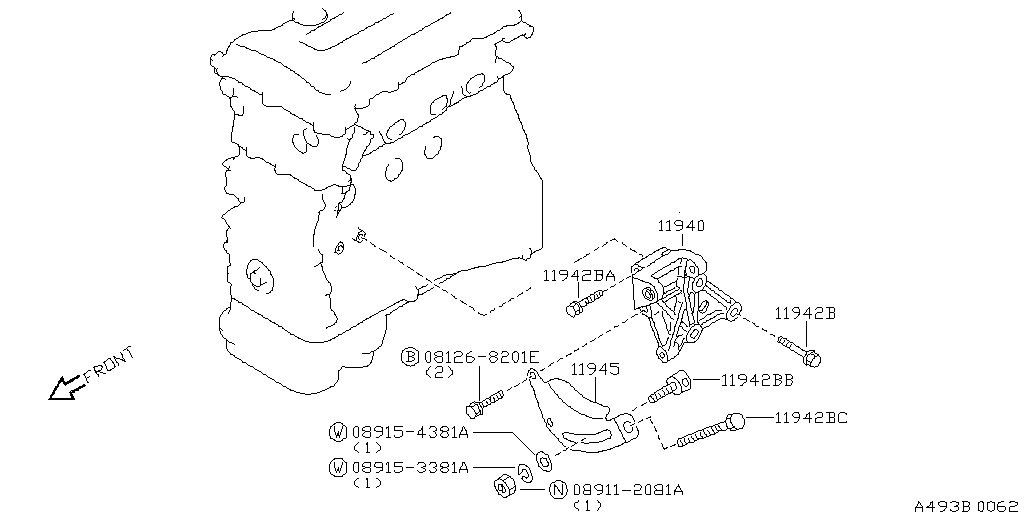 11940
11942BA
11942B
FRONT
B 08126-8201E
(2)
11945
11942BB
11942BC
W 08915-4381A
(1)
W 08915-3381A
(1)
N 08911-2081A
(1)
A493B 0062